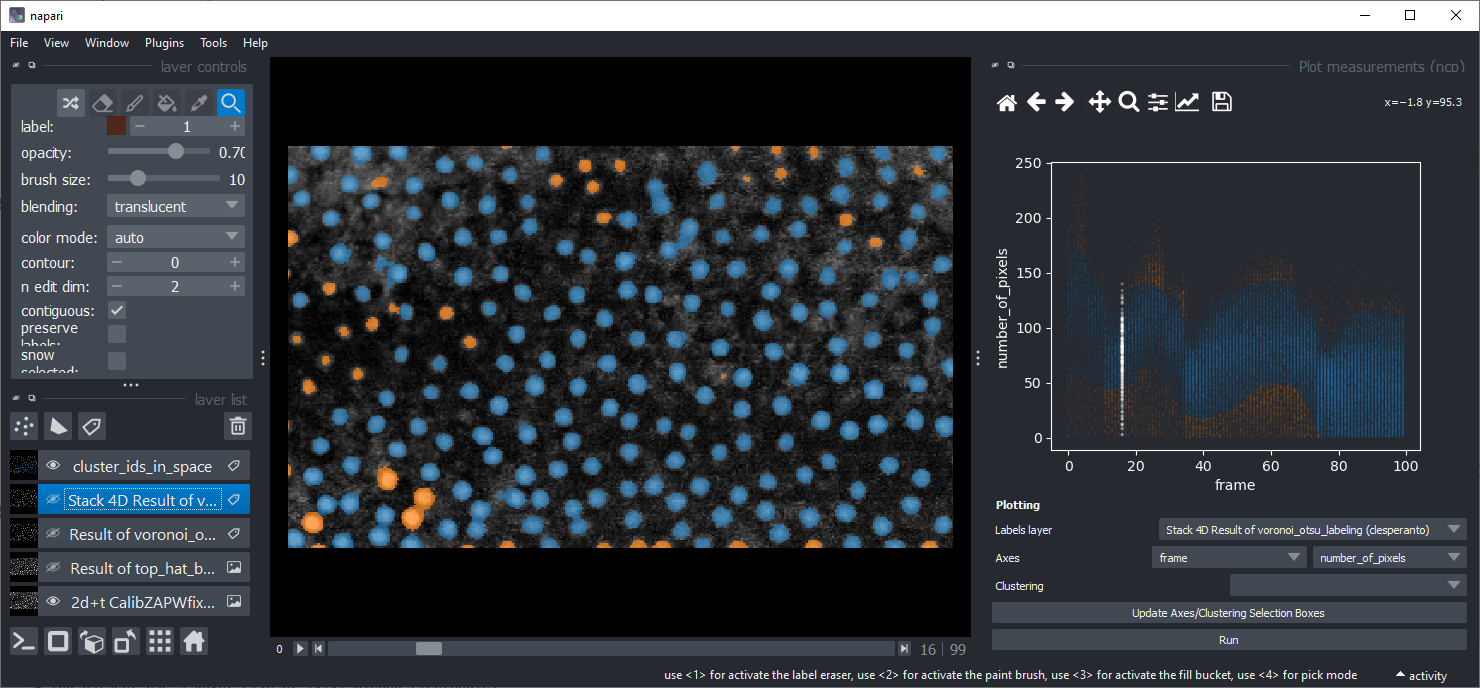 napari
File View Window Plugins Tools Help
layer controls
label: 1
opacity: 0.70
brush size: 10
blending: translucent
color mode: auto
contour: 0
n edit dim: 2
contiguous:
preserve
labels:
show
selected:
layer list
cluster_ids_in_space
Stack 4D Result of v...
Result of voronoi_o...
Result of top_hat_b...
2d+t CalibZAPWfix...
0
16 | 99
Plot measurements (ncp)
x=−1.8 y=95.3
250
200
150
100
50
0
number_of_pixels
0 20 40 60 80 100
frame
Plotting
Labels layer Stack 4D Result of voronoi_otsu_labeling (clesperanto)
Axes frame number_of_pixels
Clustering
Update Axes/Clustering Selection Boxes
Run
use <1> for activate the label eraser, use <2> for activate the paint brush, use <3> for activate the fill bucket, use <4> for pick mode
activity